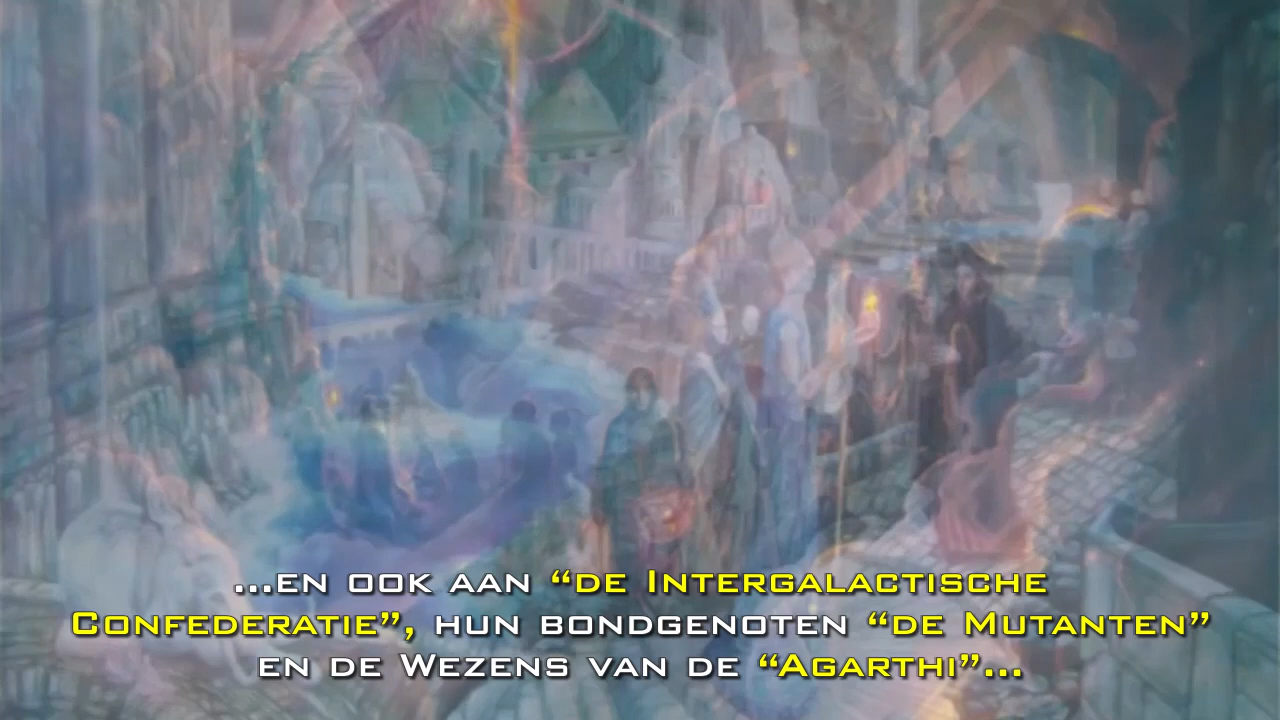 ...en ook aan “de Intergalactische
Confederatie”, hun bondgenoten “de Mutanten”
en de Wezens van de “Agarthi”...